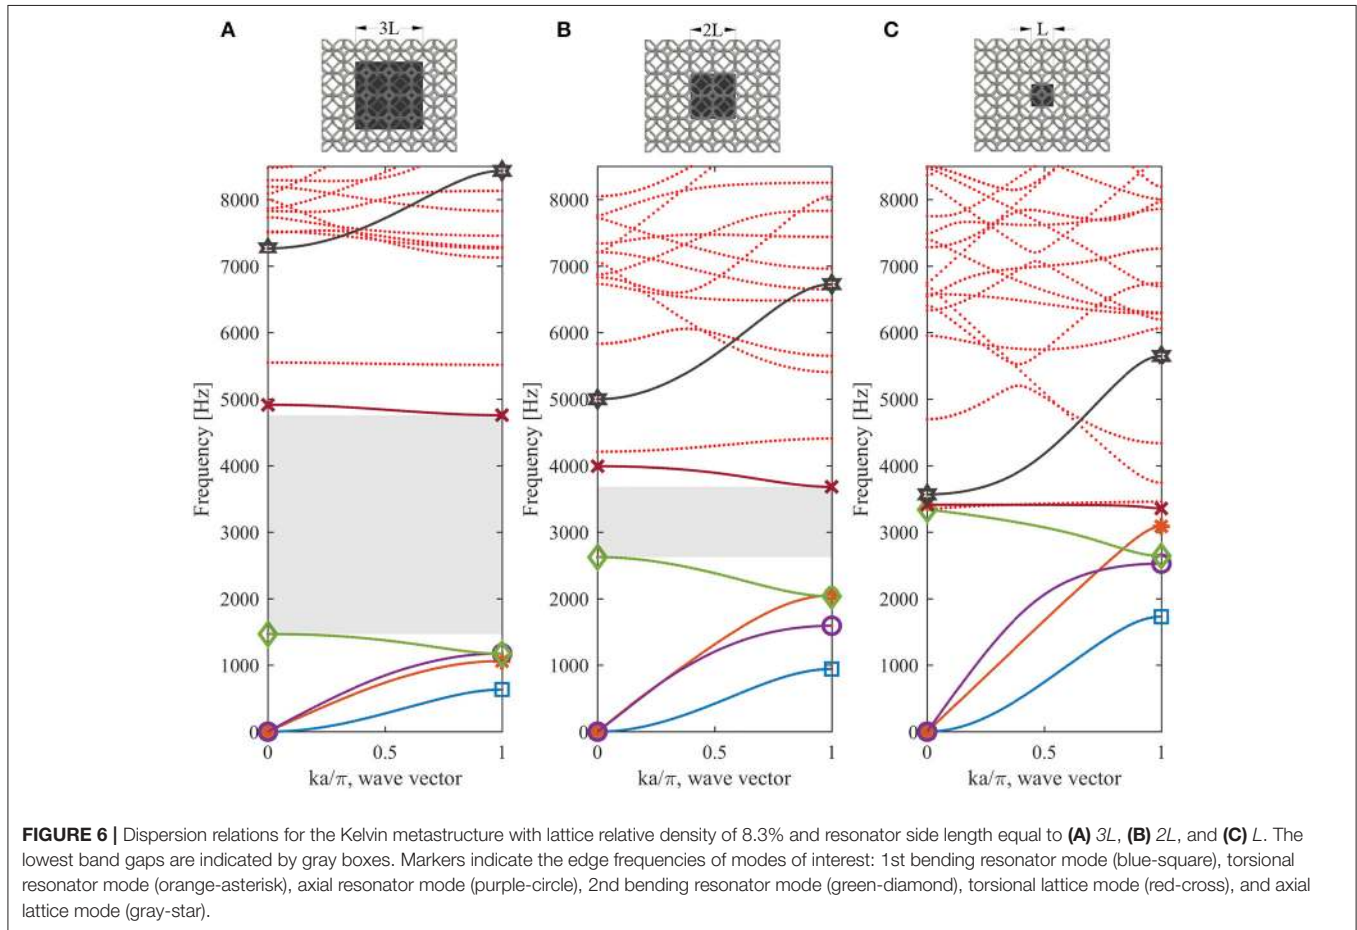 A
3L
B
2L
C
L
8000
7000
6000
5000
4000
3000
2000
1000
0
Frequency [Hz]
0
0.5
1
ka/π, wave vector
8000
7000
6000
5000
4000
3000
2000
1000
0
Frequency [Hz]
0
0.5
1
ka/π, wave vector
8000
7000
6000
5000
4000
3000
2000
1000
0
Frequency [Hz]
0
0.5
1
ka/π, wave vector
FIGURE 6 | Dispersion relations for the Kelvin metastructure with lattice relative density of 8.3% and resonator side length equal to (A) 3L, (B) 2L, and (C) L. The
lowest band gaps are indicated by gray boxes. Markers indicate the edge frequencies of modes of interest: 1st bending resonator mode (blue-square), torsional
resonator mode (orange-asterisk), axial resonator mode (purple-circle), 2nd bending resonator mode (green-diamond), torsional lattice mode (red-cross), and axial
lattice mode (gray-star).